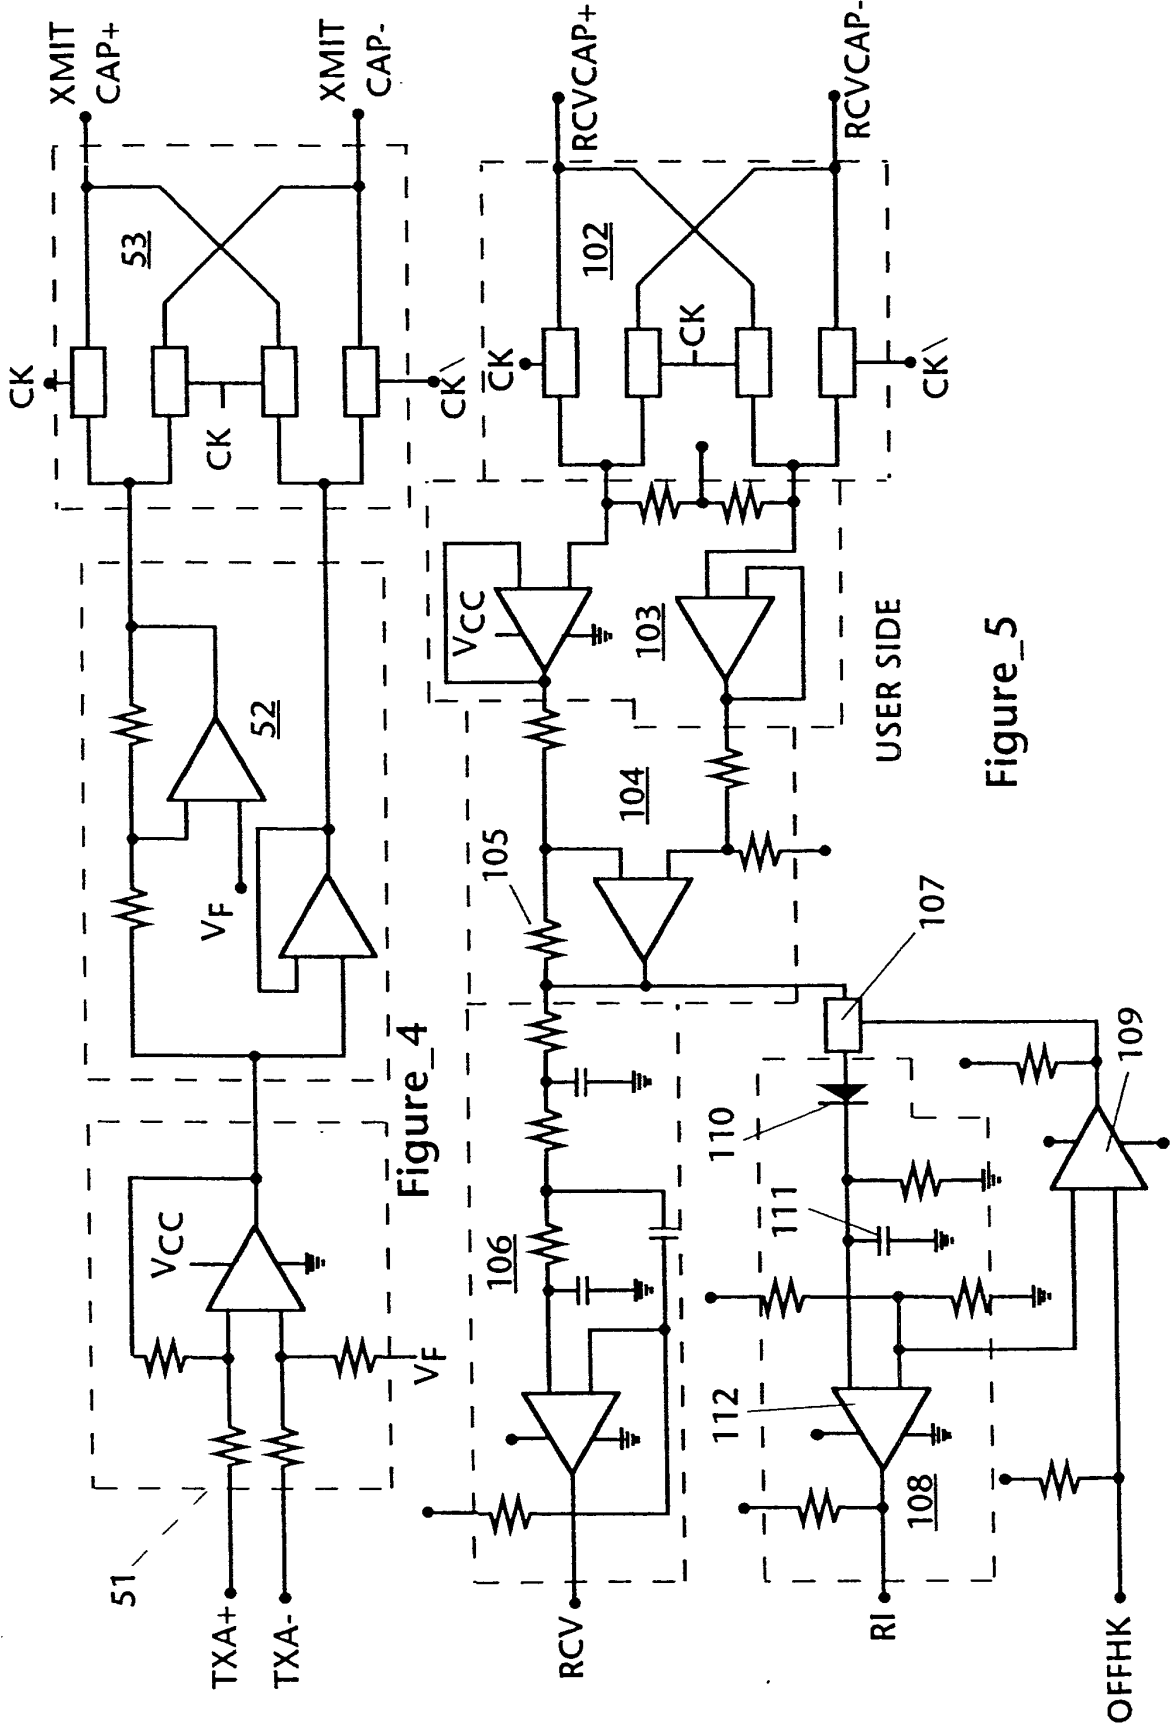 TXA+
TXA-
51
VCC
VF
VF
52
CK
CK
CK\
53
XMIT
CAP+
XMIT
CAP-
Figure_4
RCV
106
105
104
VCC
103
CK
CK
CK\
102
RCVCAP+
RCVCAP-
USER SIDE
RI
108
112
111
110
107
109
OFFHK
Figure_5